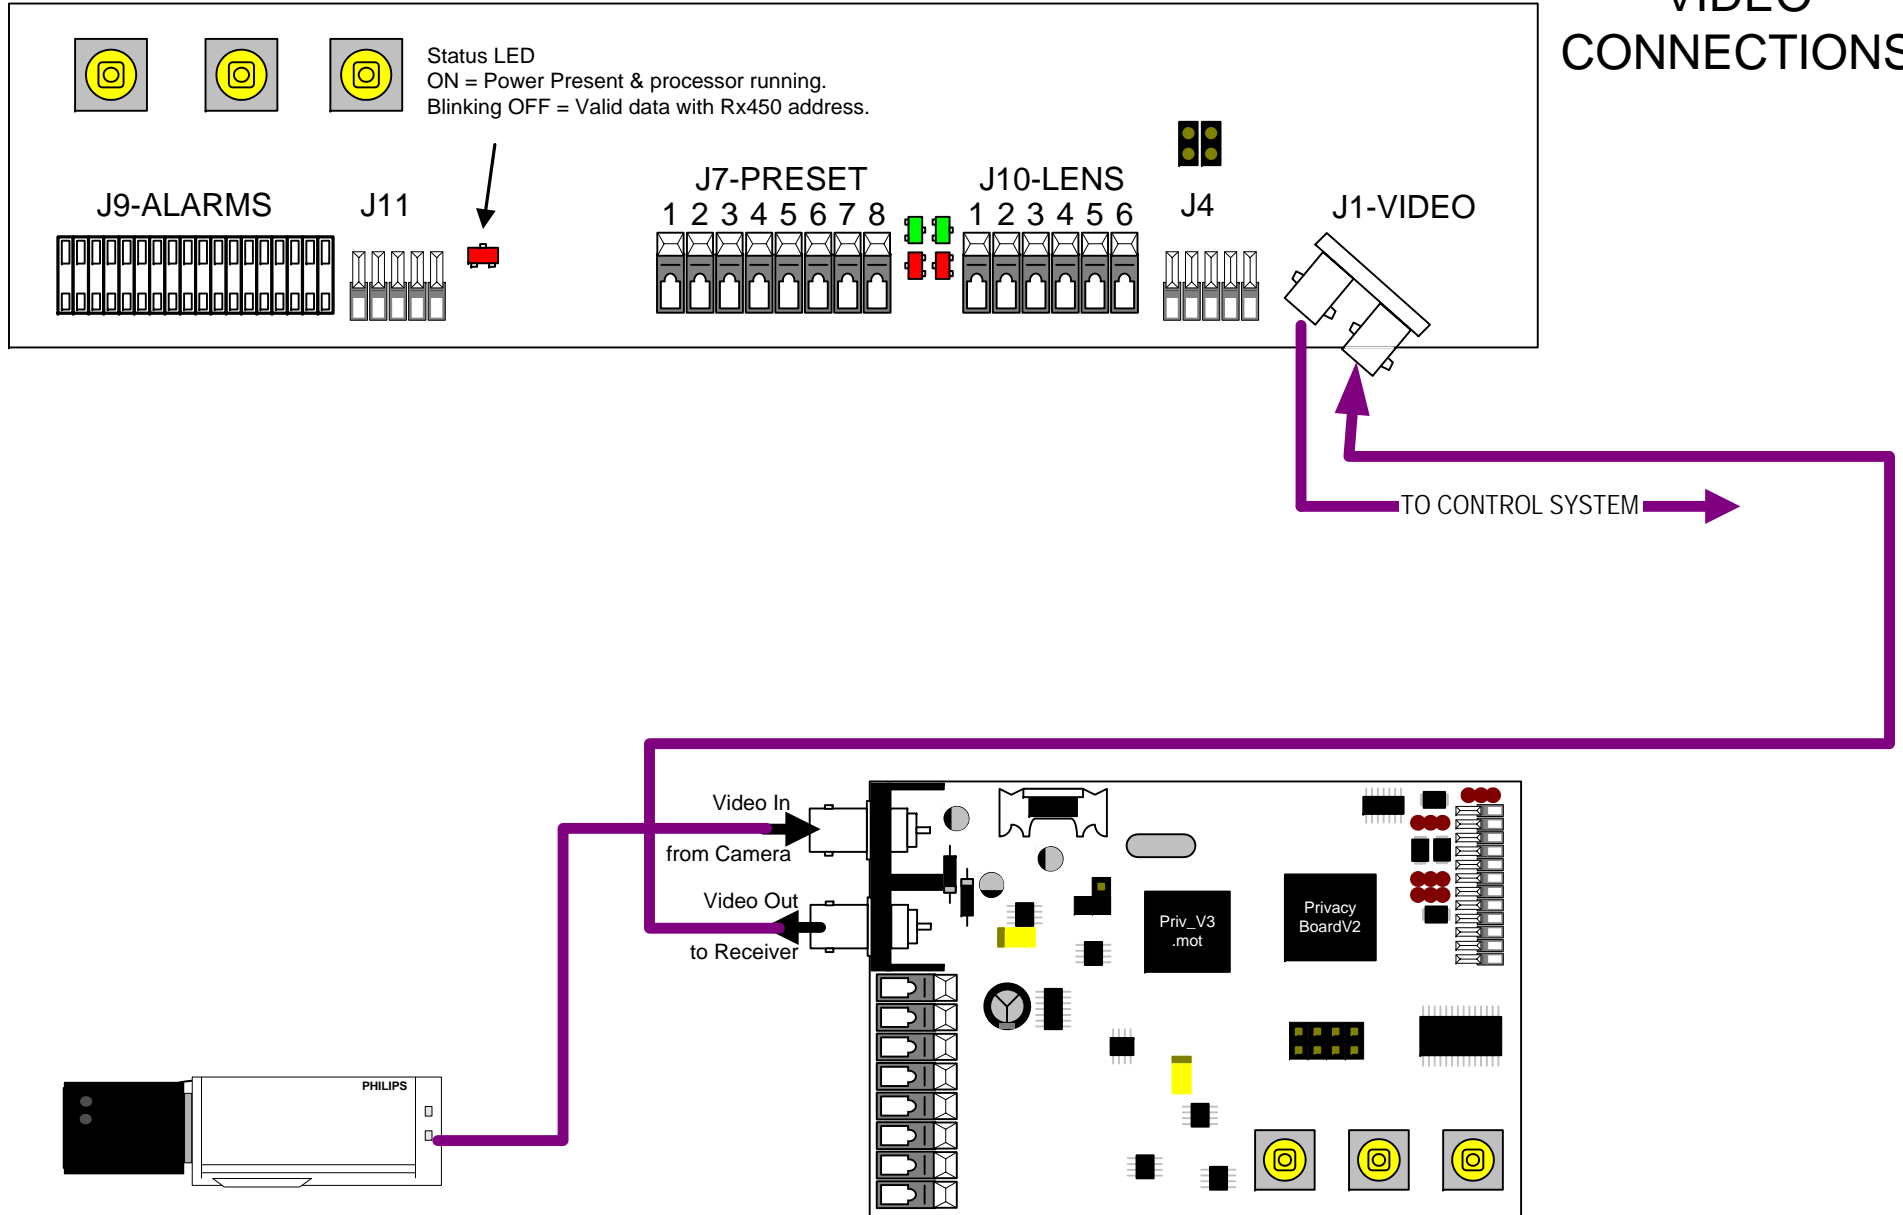 VIDEO
CONNECTIONS
Status LED
ON = Power Present & processor running.
Blinking OFF = Valid data with Rx450 address.
J9-ALARMS
J11
J7-PRESET
1 2 3 4 5 6 7 8
J10-LENS
1 2 3 4 5 6
J4
J1-VIDEO
TO CONTROL SYSTEM
Video In
from Camera
Video Out
to Receiver
Priv_V3
.mot
Privacy
BoardV2
PHILIPS